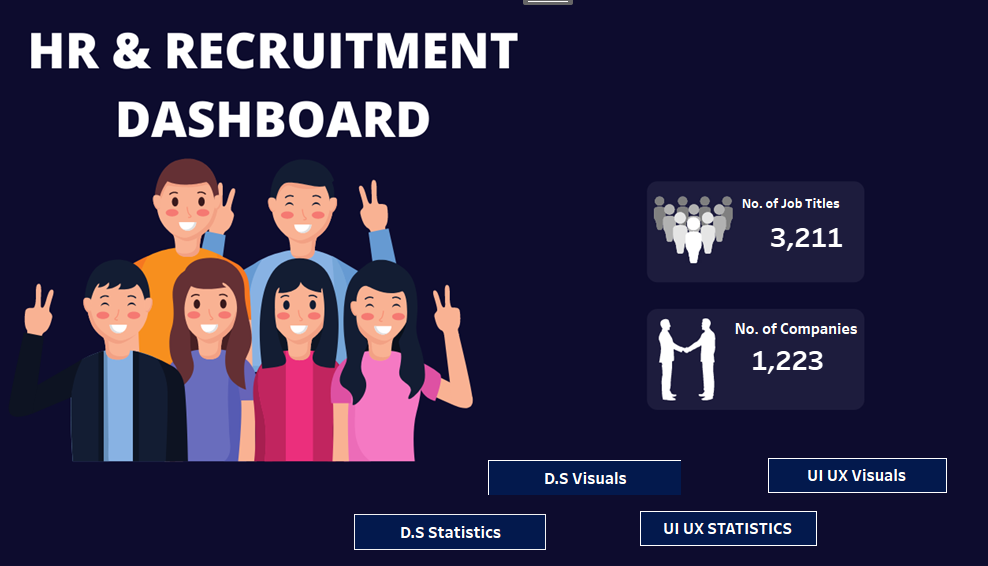 HR & RECRUITMENT
DASHBOARD
No. of Job Titles
3,211
No. of Companies
1,223
D.S Visuals
UI UX Visuals
D.S Statistics
UI UX STATISTICS